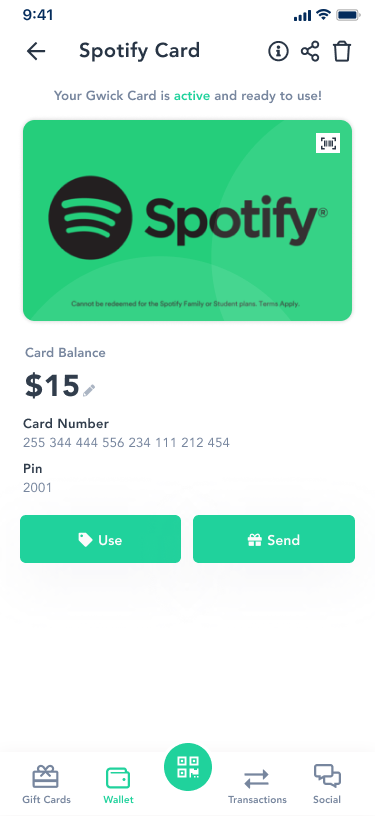 9:41
Spotify Card
Your Gwick Card is active and ready to use!
Spotify®
Cannot be redeemed for the Spotify Family or Student plans. Terms Apply.
Card Balance
$15
Card Number
255 344 444 556 234 111 212 454
Pin
2001
Use
Send
Gift Cards
Wallet
Transactions
Social